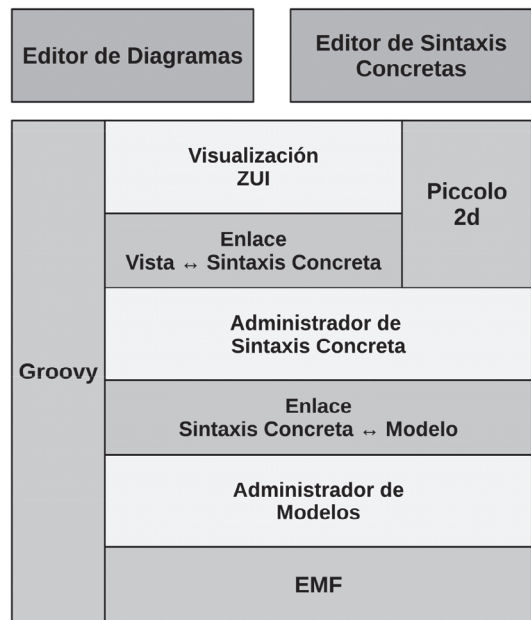 Editor de Diagramas
Editor de Sintaxis
Concretas
Visualización
ZUI
Piccolo
2d
Enlace
Vista ↔ Sintaxis Concreta
Administrador de
Sintaxis Concreta
Groovy
Enlace
Sintaxis Concreta ↔ Modelo
Administrador de
Modelos
EMF